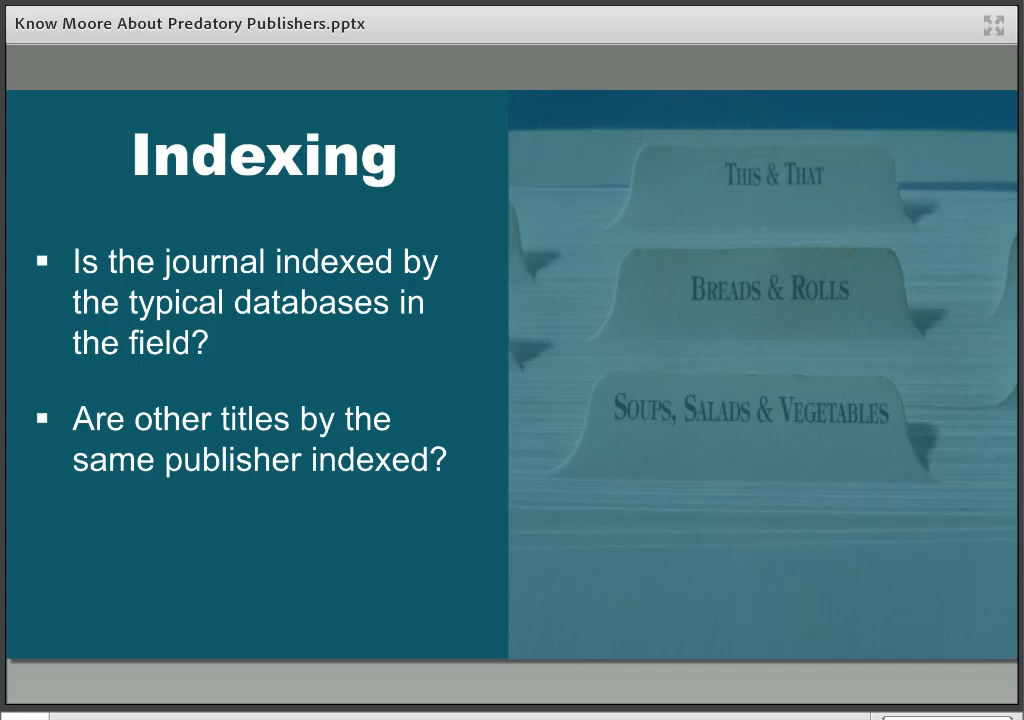 Know Moore About Predatory Publishers.pptx
Indexing
▪ Is the journal indexed by
the typical databases in
the field?
▪ Are other titles by the
same publisher indexed?
THIS & THAT
BREADS & ROLLS
SOUPS, SALADS & VEGETABLES